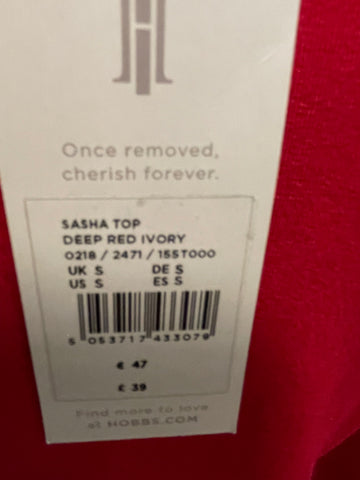 Once removed,
cherish forever.
SASHA TOP
DEEP RED IVORY
0218 / 2471 / 155T000
UK S DE S
US S ES S
5 053717 433079
€ 47
£ 39
Find more to love
at HOBBS.COM